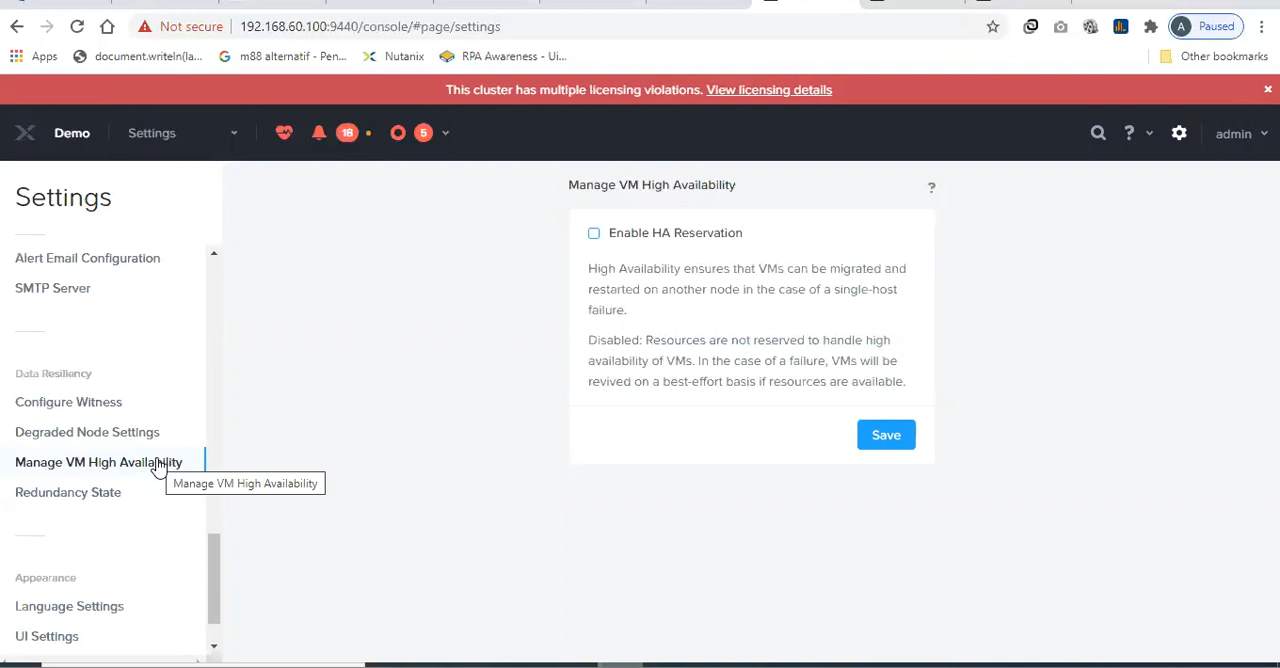 Not secure
192.168.60.100:9440/console/#page/settings
A
Paused
Apps
document.writeln(la...
m88 alternatif - Pen...
Nutanix
RPA Awareness - Ui...
Other bookmarks
This cluster has multiple licensing violations. View licensing details
Demo
Settings
18
5
?
admin
Settings
Alert Email Configuration
SMTP Server
Data Resiliency
Configure Witness
Degraded Node Settings
Manage VM High Availability
Manage VM High Availability
Redundancy State
Appearance
Language Settings
UI Settings
Manage VM High Availability
?
Enable HA Reservation
High Availability ensures that VMs can be migrated and
restarted on another node in the case of a single-host
failure.
Disabled: Resources are not reserved to handle high
availability of VMs. In the case of a failure, VMs will be
revived on a best-effort basis if resources are available.
Save